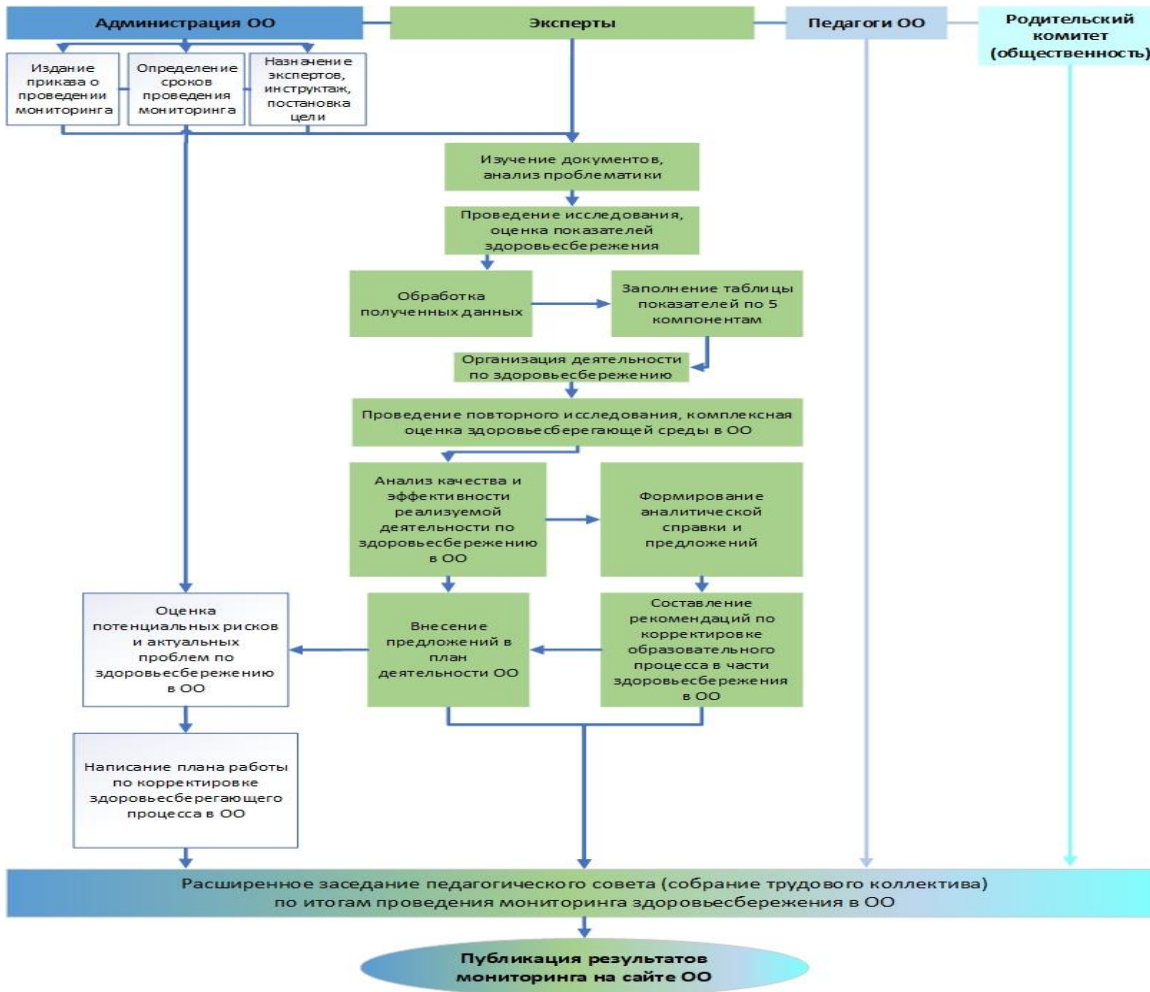 Администрация ОО
Эксперты
Педагоги ОО
Родительский
комитет
(общественность)
Издание
приказа о
проведении
мониторинга
Определение
сроков
проведения
мониторинга
Назначение
экспертов,
инструктаж,
постановка
цели
Изучение документов,
анализ проблематики
Проведение исследования,
оценка показателей
здоровьесбережения
Обработка
полученных данных
Заполнение таблицы
показателей по 5
компонентам
Организация деятельности
по здоровьесбережению
Проведение повторного исследования, комплексная
оценка здоровьесберегающей среды в ОО
Анализ качества и
эффективности
реализуемой
деятельности по
здоровьесбережению
в ОО
Формирование
аналитической
справки и
предложений
Оценка
потенциальных рисков
и актуальных
проблем по
здоровьесбережению
в ОО
Внесение
предложений в
план
деятельности ОО
Составление
рекомендаций по
корректировке
образовательного
процесса в части
здоровьесбережения
в ОО
Написание плана работы
по корректировке
здоровьесберегающего
процесса в ОО
Расширенное заседание педагогического совета (собрание трудового коллектива)
по итогам проведения мониторинга здоровьесбережения в ОО
Публикация результатов
мониторинга на сайте ОО